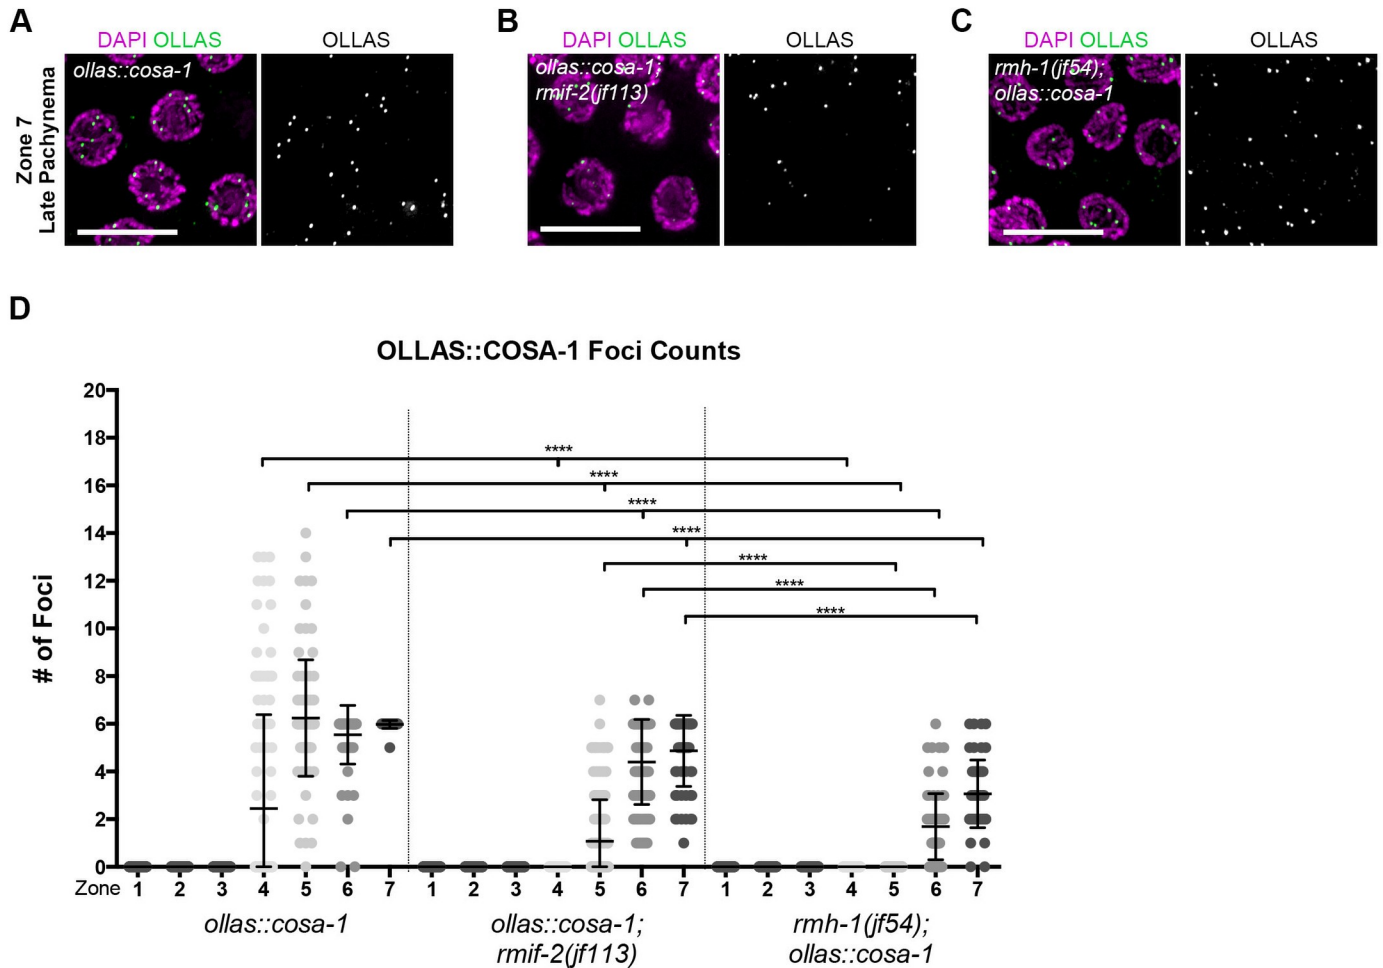 A
DAPI OLLAS
OLLAS
ollas::cosa-1
B
DAPI OLLAS
OLLAS
ollas::cosa-1;
rmif-2(jf113)
C
DAPI OLLAS
OLLAS
rmh-1(jf54);
ollas::cosa-1
Zone 7
Late Pachynema
D
OLLAS::COSA-1 Foci Counts
# of Foci
20
18
16
14
12
10
8
6
4
2
0
****
****
****
****
****
****
****
Zone 1 2 3 4 5 6 7 1 2 3 4 5 6 7 1 2 3 4 5 6 7
ollas::cosa-1
ollas::cosa-1;
rmif-2(jf113)
rmh-1(jf54);
ollas::cosa-1